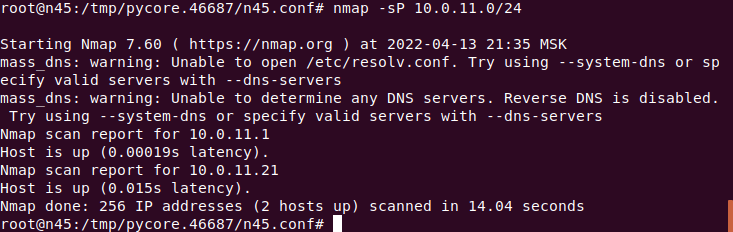 root@n45:/tmp/pycore.46687/n45.conf# nmap -sP 10.0.11.0/24
Starting Nmap 7.60 ( https://nmap.org ) at 2022-04-13 21:35 MSK
mass_dns: warning: Unable to open /etc/resolv.conf. Try using --system-dns or sp
ecify valid servers with --dns-servers
mass_dns: warning: Unable to determine any DNS servers. Reverse DNS is disabled.
 Try using --system-dns or specify valid servers with --dns-servers
Nmap scan report for 10.0.11.1
Host is up (0.00019s latency).
Nmap scan report for 10.0.11.21
Host is up (0.015s latency).
Nmap done: 256 IP addresses (2 hosts up) scanned in 14.04 seconds
root@n45:/tmp/pycore.46687/n45.conf#